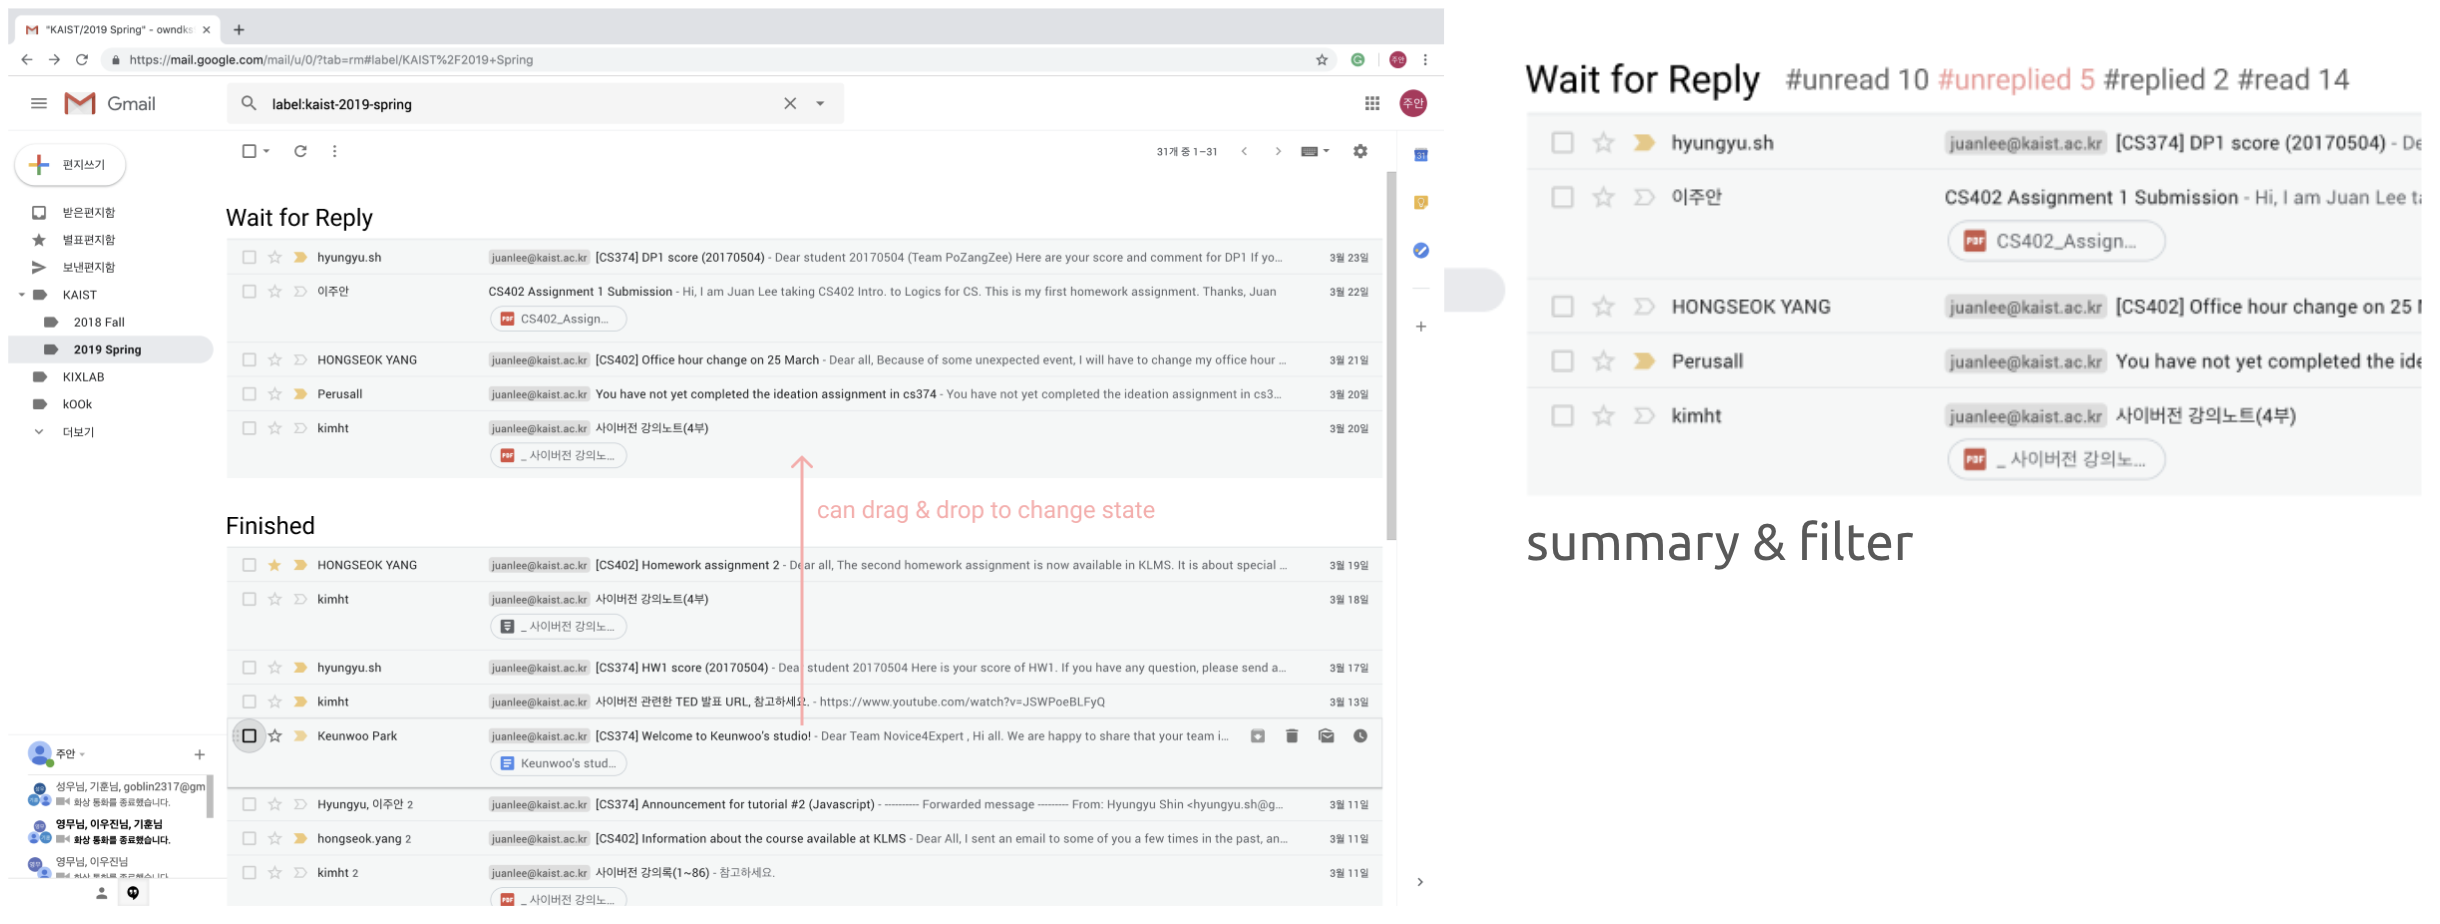 "KAIST/2019 Spring" - owndks
https://mail.google.com/mail/u/0/?tab=rm#label/KAIST%2F2019+Spring
주안
Gmail
label:kaist-2019-spring
주안
편지쓰기
31개 중 1–31
31
받은편지함
별표편지함
보낸편지함
KAIST
2018 Fall
2019 Spring
KIXLAB
kOOk
더보기
Wait for Reply
hyungyu.sh juanlee@kaist.ac.kr [CS374] DP1 score (20170504) - Dear student 20170504 (Team PoZangZee) Here are your score and comment for DP1 If yo... 3월 23일
이주안 CS402 Assignment 1 Submission - Hi, I am Juan Lee taking CS402 Intro. to Logics for CS. This is my first homework assignment. Thanks, Juan 3월 22일
PDF CS402_Assign...
HONGSEOK YANG juanlee@kaist.ac.kr [CS402] Office hour change on 25 March - Dear all, Because of some unexpected event, I will have to change my office hour ... 3월 21일
Perusall juanlee@kaist.ac.kr You have not yet completed the ideation assignment in cs374 - You have not yet completed the ideation assignment in cs3... 3월 20일
kimht juanlee@kaist.ac.kr 사이버전 강의노트(4부) 3월 20일
PDF _ 사이버전 강의노...
can drag & drop to change state
Finished
HONGSEOK YANG juanlee@kaist.ac.kr [CS402] Homework assignment 2 - Dear all, The second homework assignment is now available in KLMS. It is about special ... 3월 19일
kimht juanlee@kaist.ac.kr 사이버전 강의노트(4부) 3월 18일
_ 사이버전 강의노...
hyungyu.sh juanlee@kaist.ac.kr [CS374] HW1 score (20170504) - Dear student 20170504 Here is your score of HW1. If you have any question, please send a... 3월 17일
kimht juanlee@kaist.ac.kr 사이버전 관련한 TED 발표 URL, 참고하세요. - https://www.youtube.com/watch?v=JSWPoeBLFyQ 3월 13일
Keunwoo Park juanlee@kaist.ac.kr [CS374] Welcome to Keunwoo's studio! - Dear Team Novice4Expert , Hi all. We are happy to share that your team i...
Keunwoo's stud...
Hyungyu, 이주안 2 juanlee@kaist.ac.kr [CS374] Announcement for tutorial #2 (Javascript) - ---------- Forwarded message --------- From: Hyungyu Shin <hyungyu.sh@g... 3월 11일
hongseok.yang 2 juanlee@kaist.ac.kr [CS402] Information about the course available at KLMS - Dear All, I sent an email to some of you a few times in the past, an... 3월 11일
kimht 2 juanlee@kaist.ac.kr 사이버전 강의록(1~86) - 참고하세요. 3월 11일
PDF _ 사이버전 강의노...
주안
성무님, 기훈님, goblin2317@gm
화상 통화를 종료했습니다.
영무님, 이우진님, 기훈님
화상 통화를 종료했습니다.
영무님, 이우진님
화상 통화를 종료했습니다.
Wait for Reply #unread 10 #unreplied 5 #replied 2 #read 14
hyungyu.sh juanlee@kaist.ac.kr [CS374] DP1 score (20170504) - De
이주안 CS402 Assignment 1 Submission - Hi, I am Juan Lee ta
PDF CS402_Assign...
HONGSEOK YANG juanlee@kaist.ac.kr [CS402] Office hour change on 25 M
Perusall juanlee@kaist.ac.kr You have not yet completed the ide
kimht juanlee@kaist.ac.kr 사이버전 강의노트(4부)
PDF _ 사이버전 강의노...
summary & filter